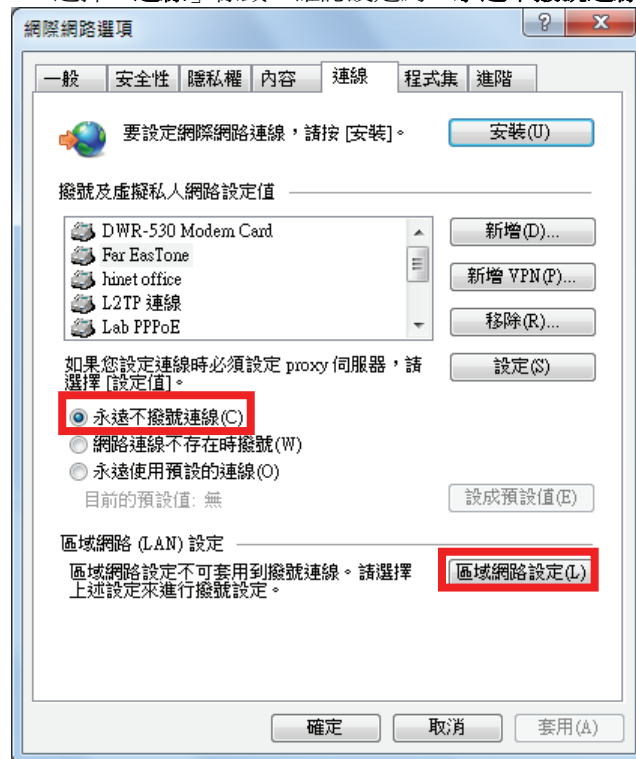 網際網路選項
一般 安全性 隱私權 內容 連線 程式集 進階
要設定網際網路連線，請按 [安裝]。 安裝(U)
撥號及虛擬私人網路設定值
DWR-530 Modem Card 新增(D)...
Far EasTone
hinet office 新增 VPN(P)...
L2TP 連線
Lab PPPoE 移除(R)...
如果您設定連線時必須設定 proxy 伺服器，請 設定(S)
選擇 [設定值]。
永遠不撥號連線(C)
網路連線不存在時撥號(W)
永遠使用預設的連線(O)
目前的預設值: 無 設成預設值(E)
區域網路 (LAN) 設定
區域網路設定不可套用到撥號連線。請選擇 區域網路設定(L)
上述設定來進行撥號設定。
確定 取消 套用(A)